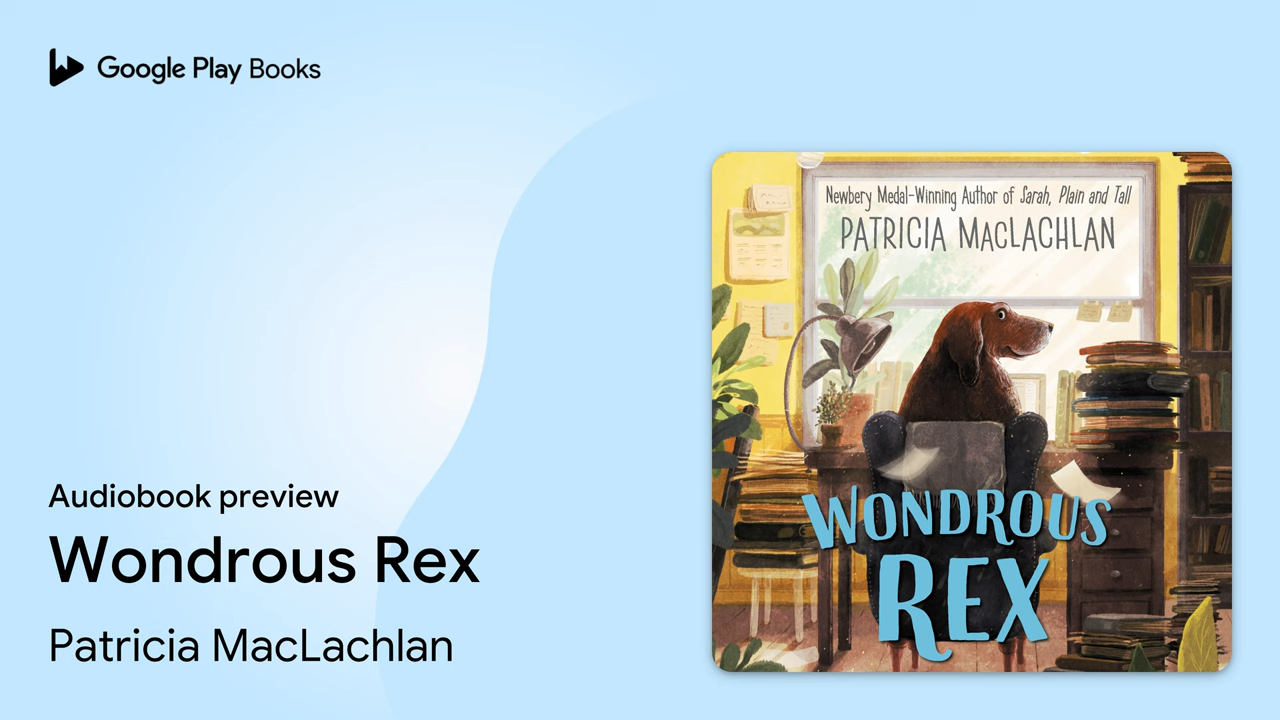 Google Play Books
Audiobook preview
Wondrous Rex
Patricia MacLachlan
Newbery Medal-Winning Author of Sarah, Plain and Tall
PATRICIA MACLACHLAN
WONDROUS
REX